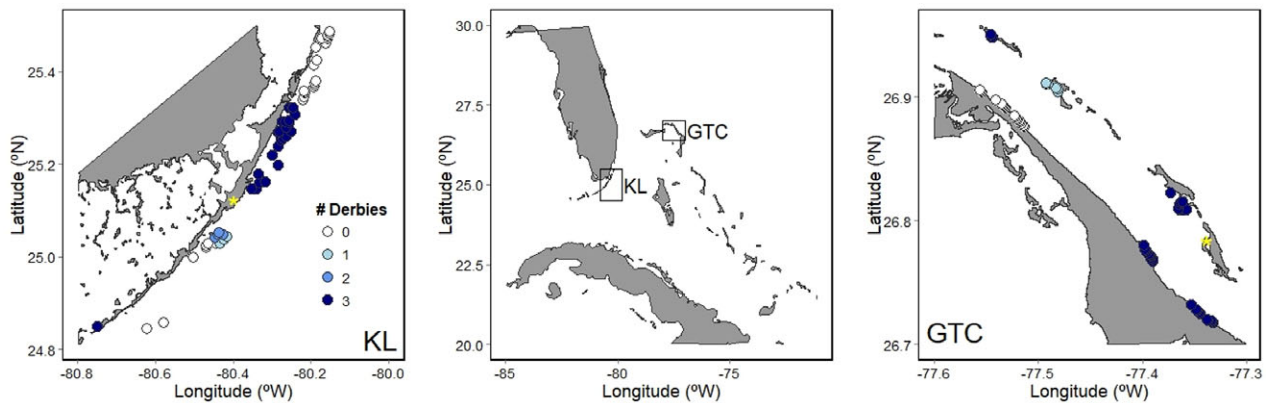 Latitude (ºN)
25.4
25.2
25.0
24.8
# Derbies
0
1
2
3
KL
-80.8
-80.6
-80.4
-80.2
-80.0
Longitude (ºW)
Latitude (ºN)
30.0
27.5
25.0
22.5
20.0
GTC
KL
-85
-80
-75
Longitude (ºW)
Latitude (ºN)
26.9
26.8
26.7
GTC
-77.6
-77.5
-77.4
-77.3
Longitude (ºW)